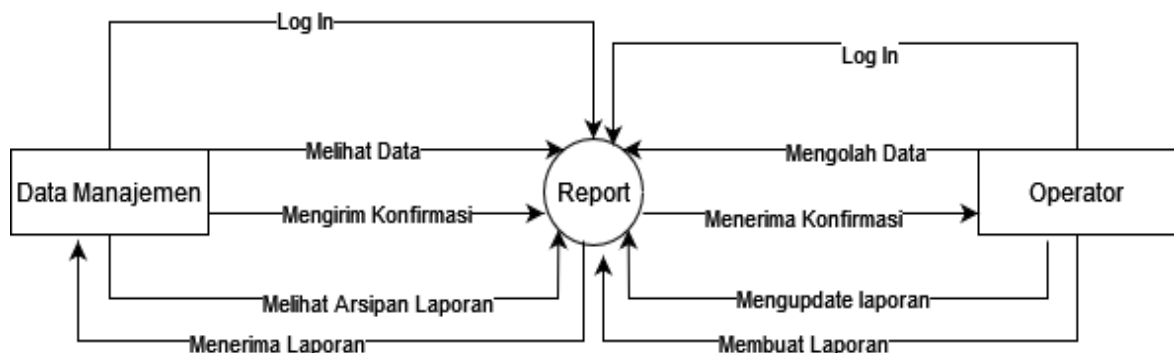 Log In
Log In
Melihat Data
Mengolah Data
Data Manajemen
Report
Operator
Mengirim Konfirmasi
Menerima Konfirmasi
Melihat Arsipan Laporan
Mengupdate laporan
Menerima Laporan
Membuat Laporan